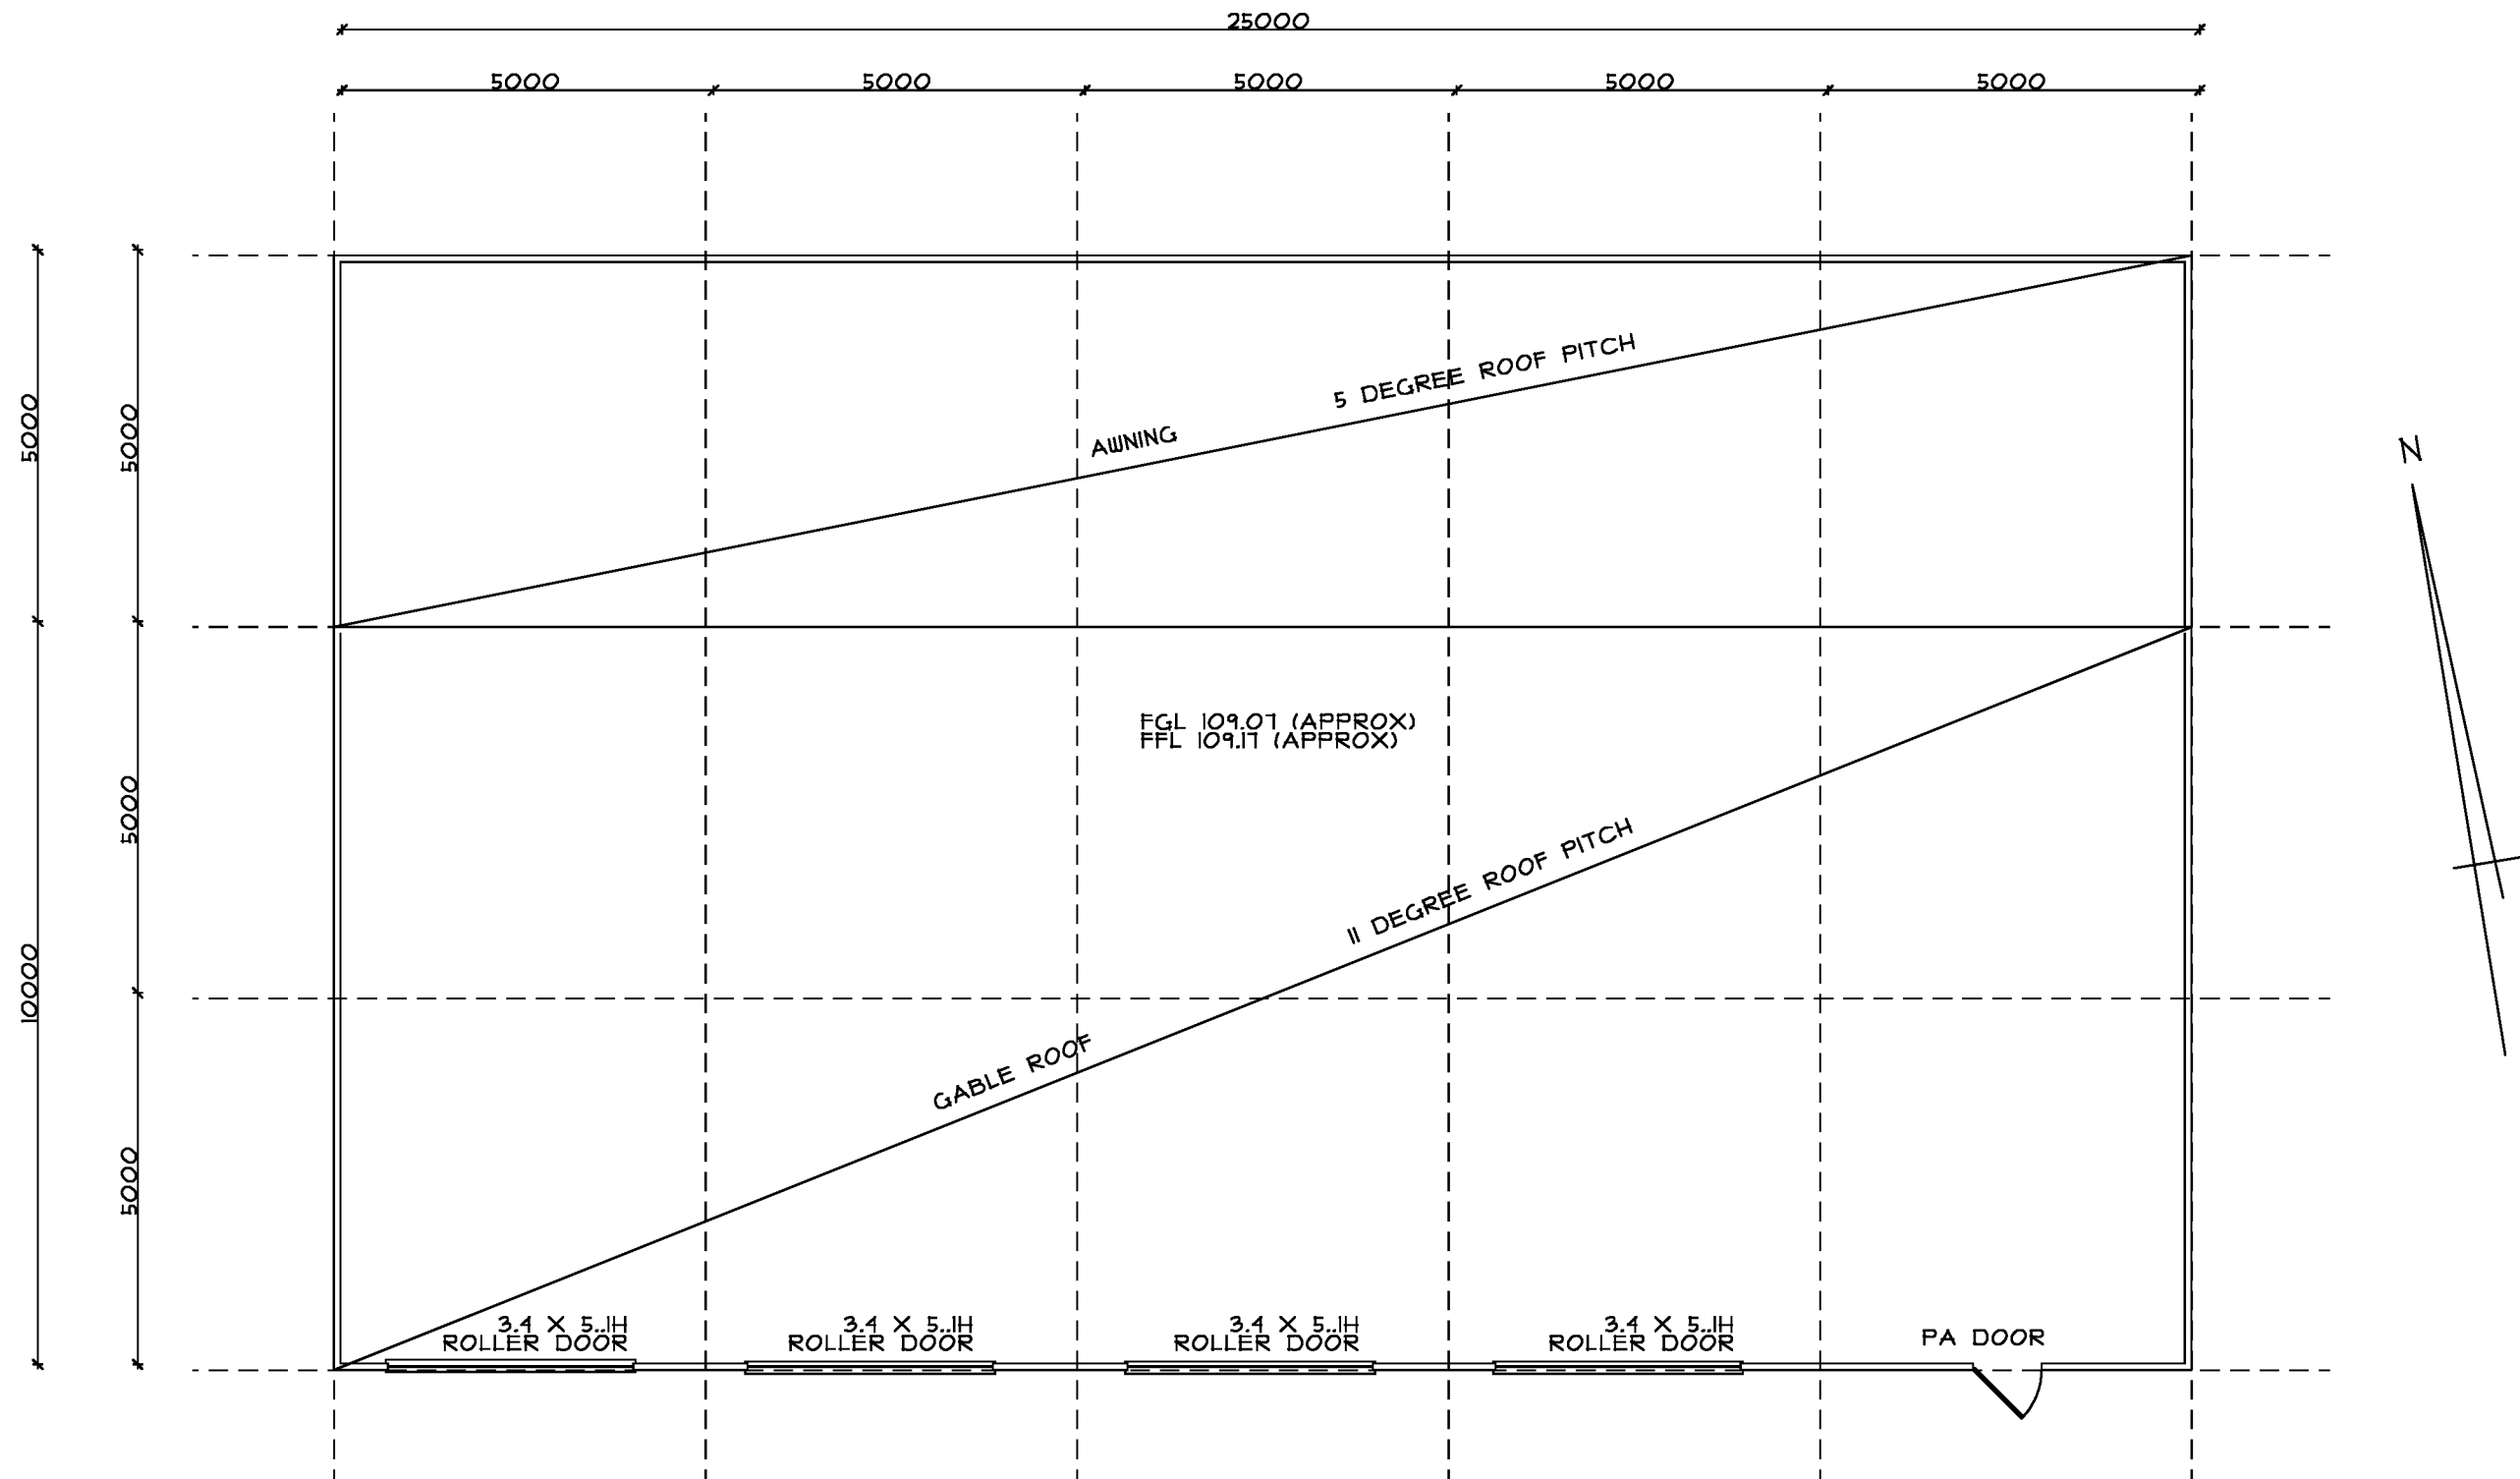 25000
5000 5000 5000 5000 5000
5000
5000
5 DEGREE ROOF PITCH
AWNING
N
FGL 109.07 (APPROX)
FFL 109.17 (APPROX)
5000
11 DEGREE ROOF PITCH
10000
GABLE ROOF
5000
3.4 X 5..1H
ROLLER DOOR
3.4 X 5..1H
ROLLER DOOR
3.4 X 5..1H
ROLLER DOOR
3.4 X 5..1H
ROLLER DOOR
PA DOOR